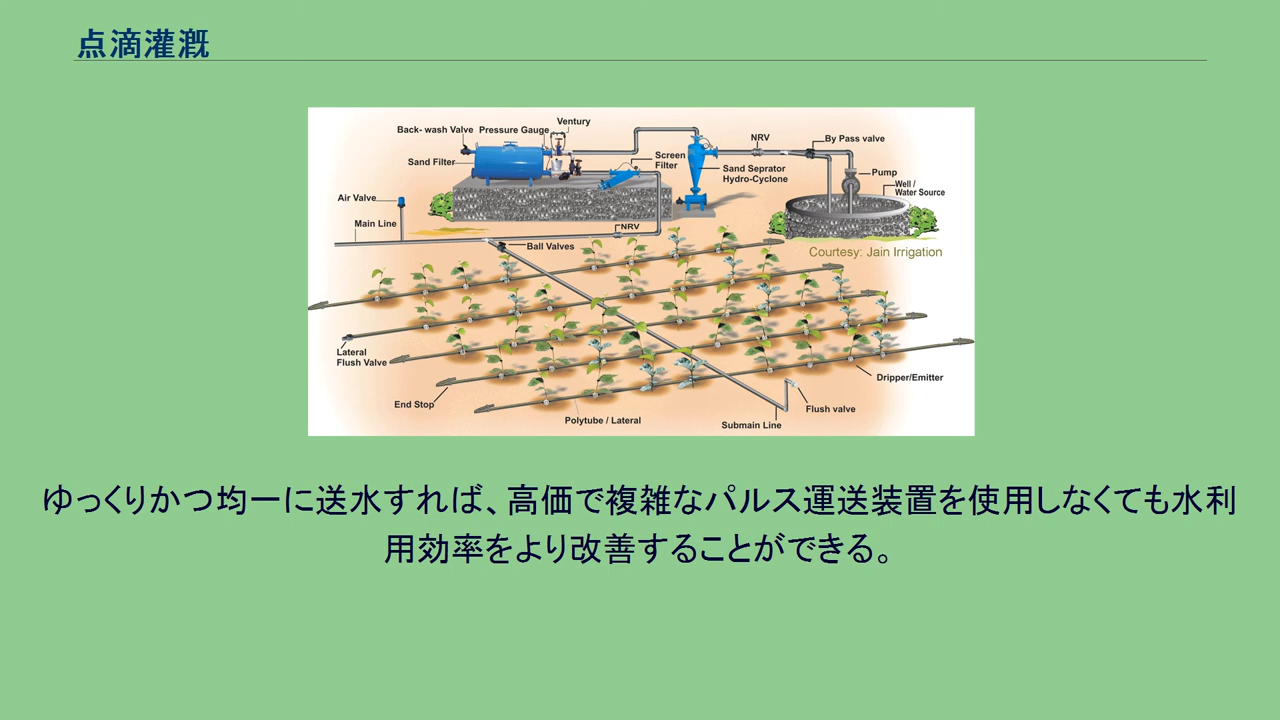 点滴灌漑
Ventury
Back- wash Valve
Pressure Gauge
NRV
By Pass valve
Sand Filter
Screen
Filter
Sand Seprator
Hydro-Cyclone
Pump
Well /
Water Source
Air Valve
Main Line
NRV
Ball Valves
Courtesy: Jain Irrigation
Lateral
Flush Valve
Dripper/Emitter
End Stop
Flush valve
Polytube / Lateral
Submain Line
ゆっくりかつ均一に送水すれば、高価で複雑なパルス運送装置を使用しなくても水利
用効率をより改善することができる。